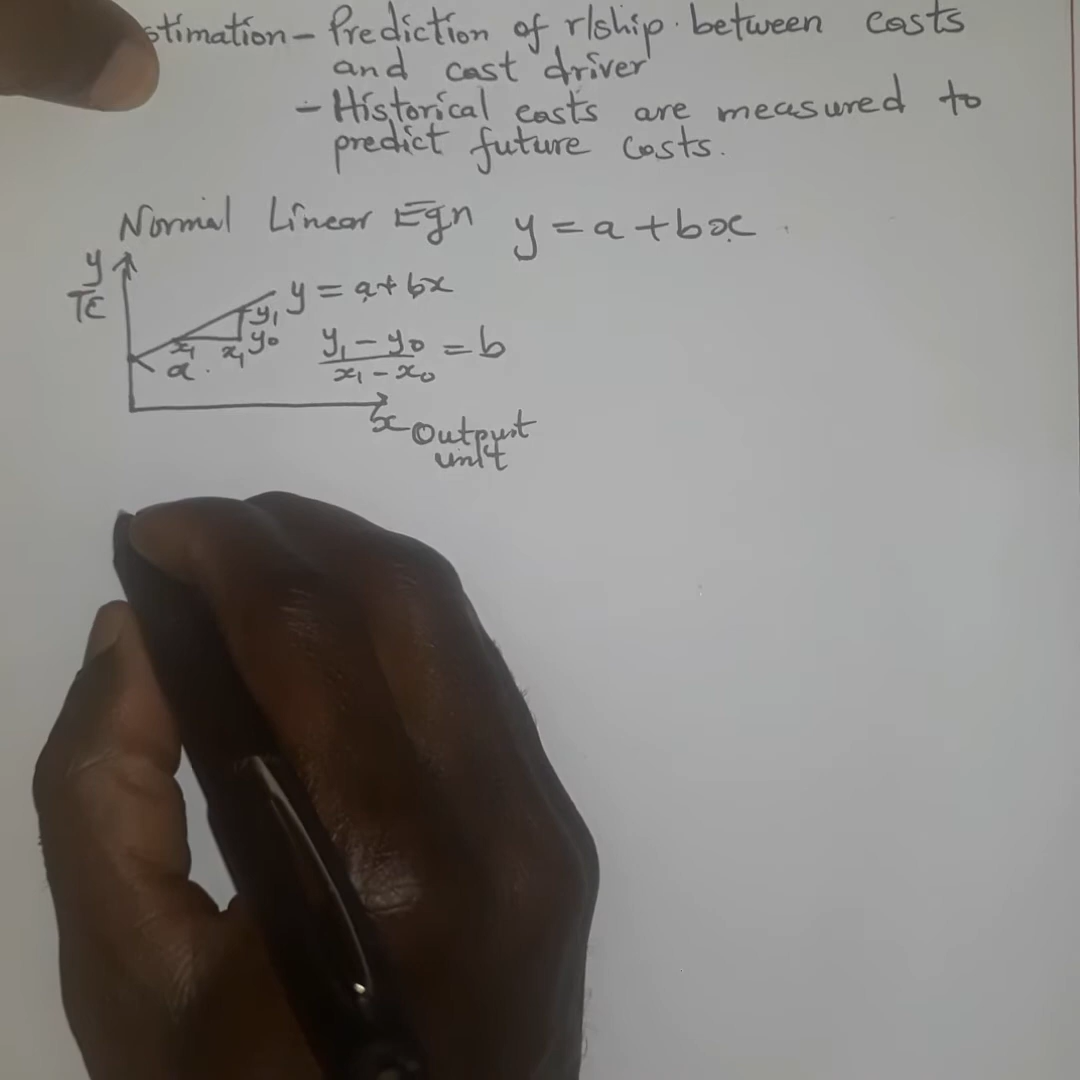 stimation – Prediction of r/ship between costs
and cast driver
– Historical costs are measured to
predict future costs.
Normal Linear Eqn y = a + bx
y
TC
y = a + bx
y₁
x₁ x₁ y₀
a
y₁ – y₀ = b
x₁ – x₀
x Output
unit